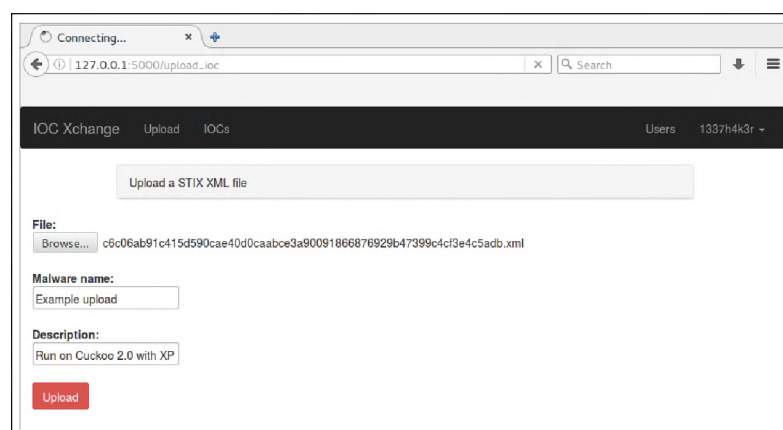 Connecting...
127.0.0.1:5000/upload_ioc
Search
IOC Xchange Upload IOCs Users 1337h4k3r
Upload a STIX XML file
File:
Browse... c6c06ab91c415d590cae40d0caabce3a90091866876929b47399c4cf3e4c5adb.xml
Malware name:
Example upload
Description:
Run on Cuckoo 2.0 with XP
Upload